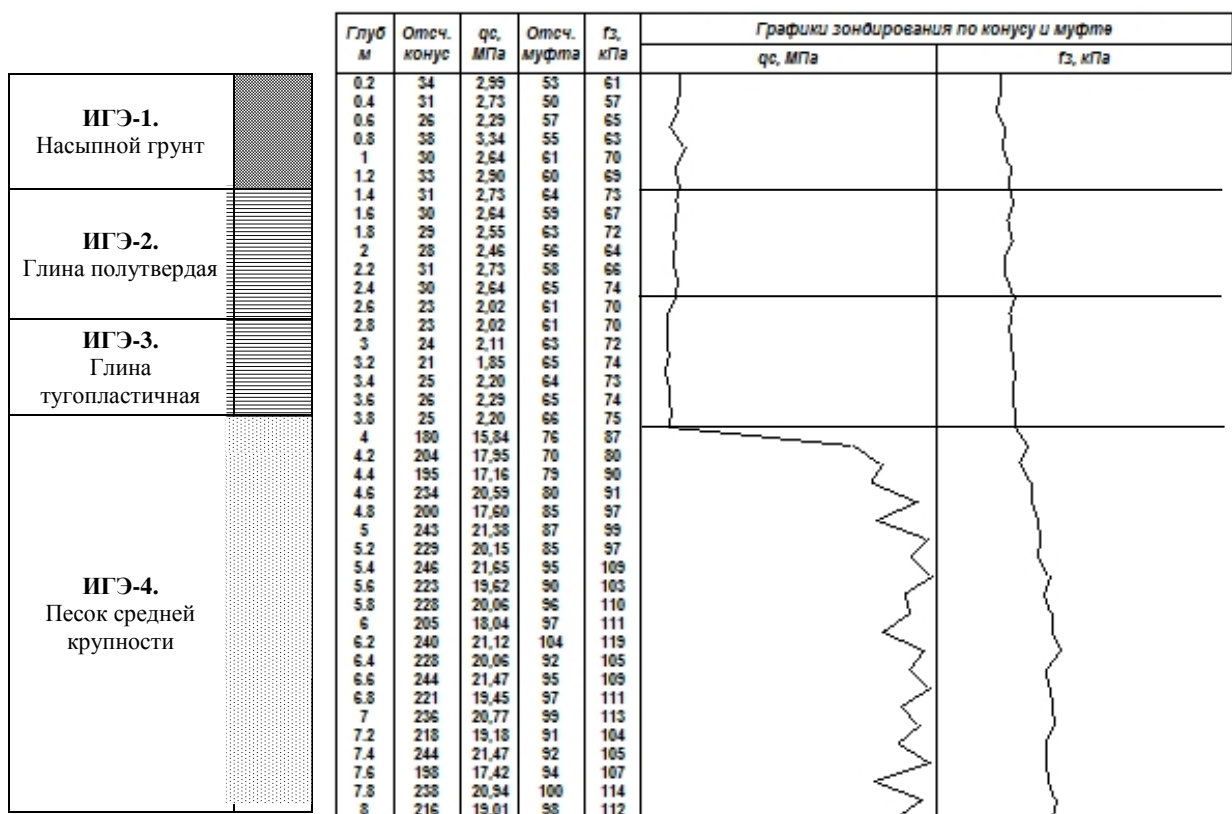 ИГЭ-1.
Насыпной грунт
ИГЭ-2.
Глина полутвердая
ИГЭ-3.
Глина
тугопластичная
ИГЭ-4.
Песок средней
крупности
Глуб Отсч. qc, Отсч. fз, Графики зондирования по конусу и муфте
м конус МПа муфта кПа qc, МПа fз, кПа
0.2 34 2,99 53 61
0.4 31 2,73 50 57
0.6 26 2,29 57 65
0.8 38 3,34 55 63
1 30 2,64 61 70
1.2 33 2,90 60 69
1.4 31 2,73 64 73
1.6 30 2,64 59 67
1.8 29 2,55 63 72
2 28 2,46 56 64
2.2 31 2,73 58 66
2.4 30 2,64 65 74
2.6 23 2,02 61 70
2.8 23 2,02 61 70
3 24 2,11 63 72
3.2 21 1,85 65 74
3.4 25 2,20 64 73
3.6 26 2,29 65 74
3.8 25 2,20 66 75
4 180 15,84 76 87
4.2 204 17,95 70 80
4.4 195 17,16 79 90
4.6 234 20,59 80 91
4.8 200 17,60 85 97
5 243 21,38 87 99
5.2 229 20,15 85 97
5.4 246 21,65 95 109
5.6 223 19,62 90 103
5.8 228 20,06 96 110
6 205 18,04 97 111
6.2 240 21,12 104 119
6.4 228 20,06 92 105
6.6 244 21,47 95 109
6.8 221 19,45 97 111
7 236 20,77 99 113
7.2 218 19,18 91 104
7.4 244 21,47 92 105
7.6 198 17,42 94 107
7.8 238 20,94 100 114
8 216 19,01 98 112